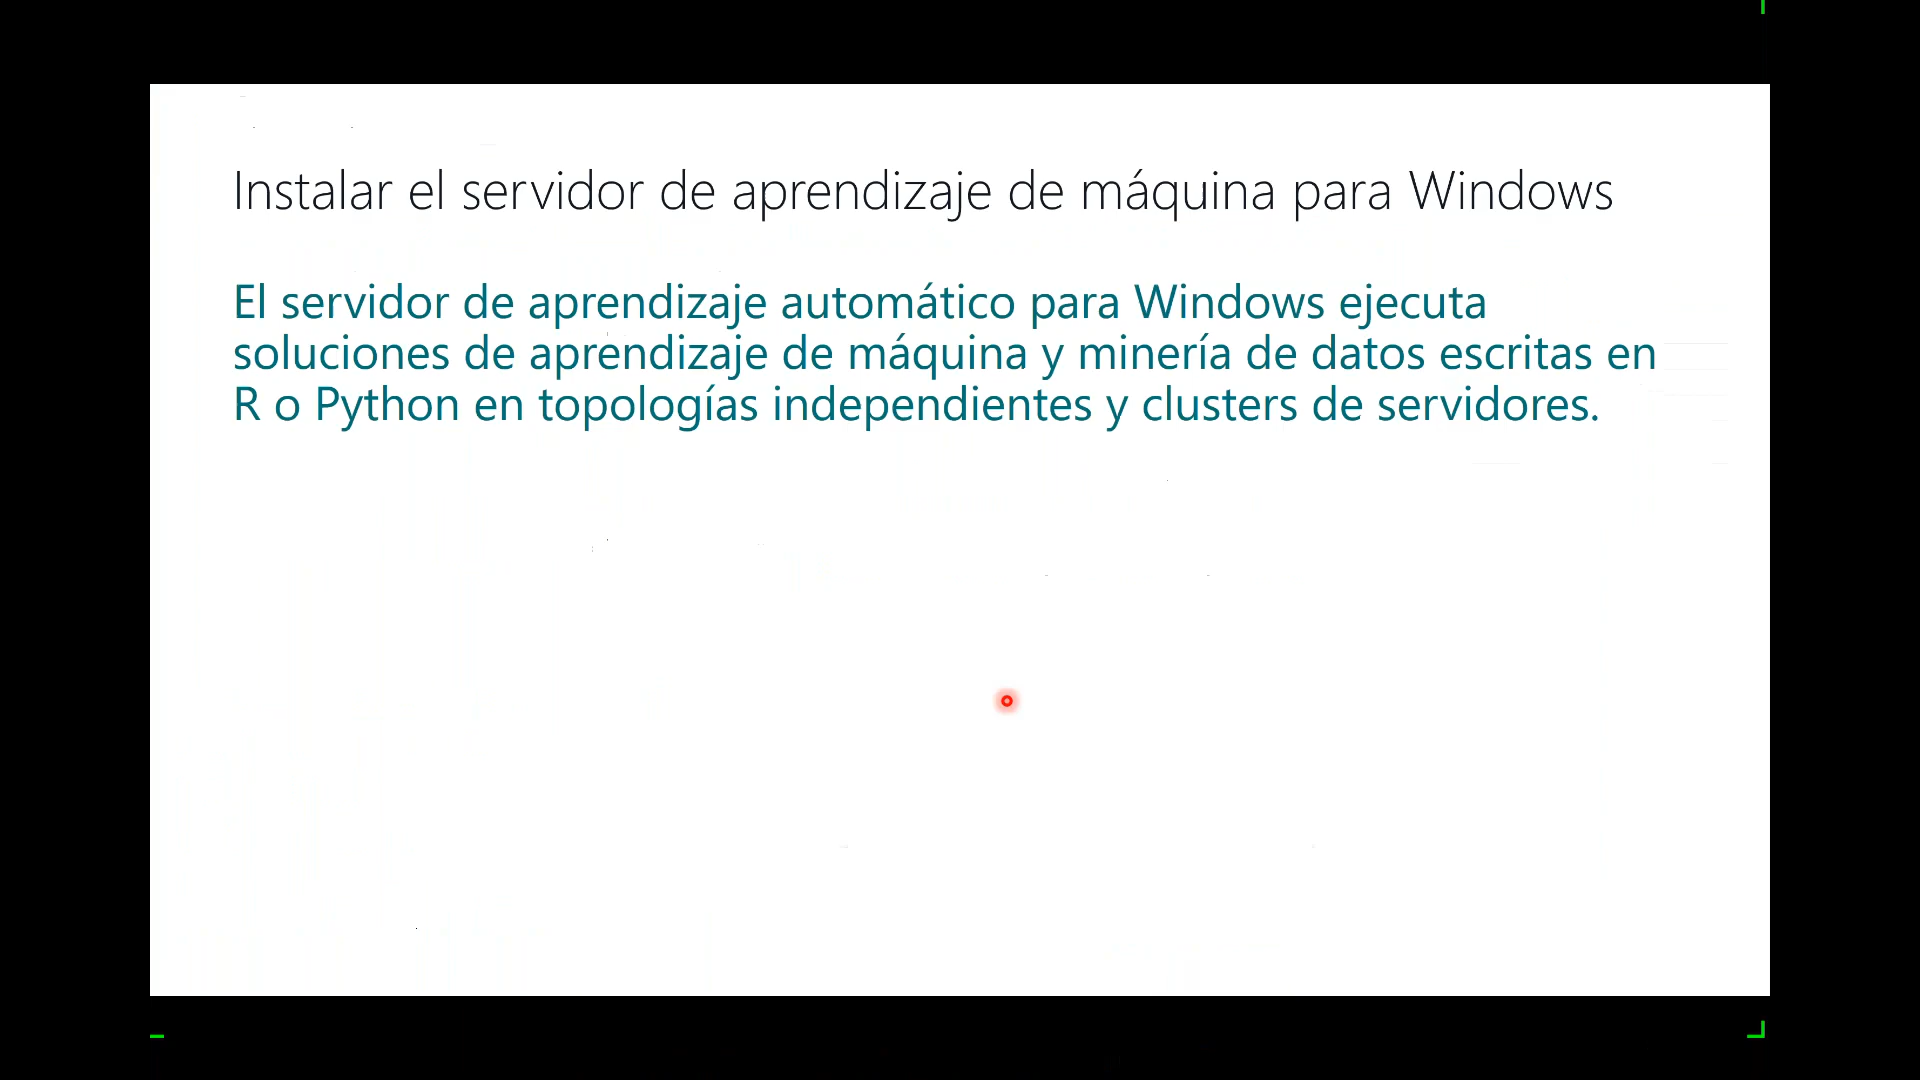 Instalar el servidor de aprendizaje de máquina para Windows
El servidor de aprendizaje automático para Windows ejecuta
soluciones de aprendizaje de máquina y minería de datos escritas en
R o Python en topologías independientes y clusters de servidores.